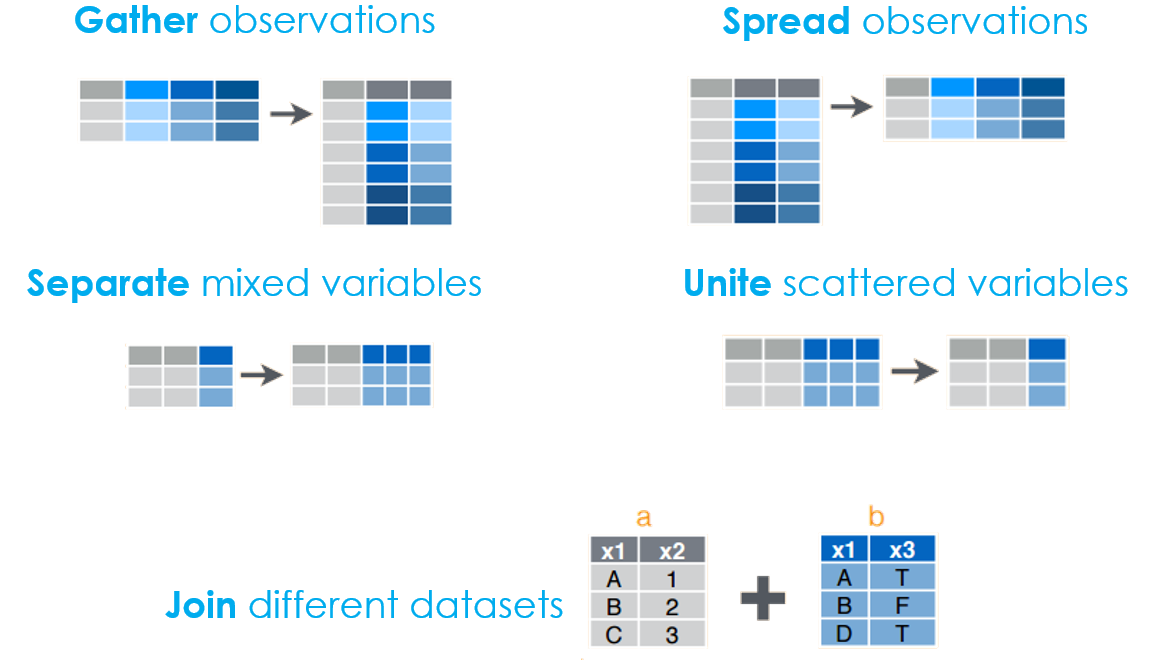 Gather observations
Spread observations
Separate mixed variables
Unite scattered variables
Join different datasets
a
x1 x2
A 1
B 2
C 3
b
x1 x3
A T
B F
D T